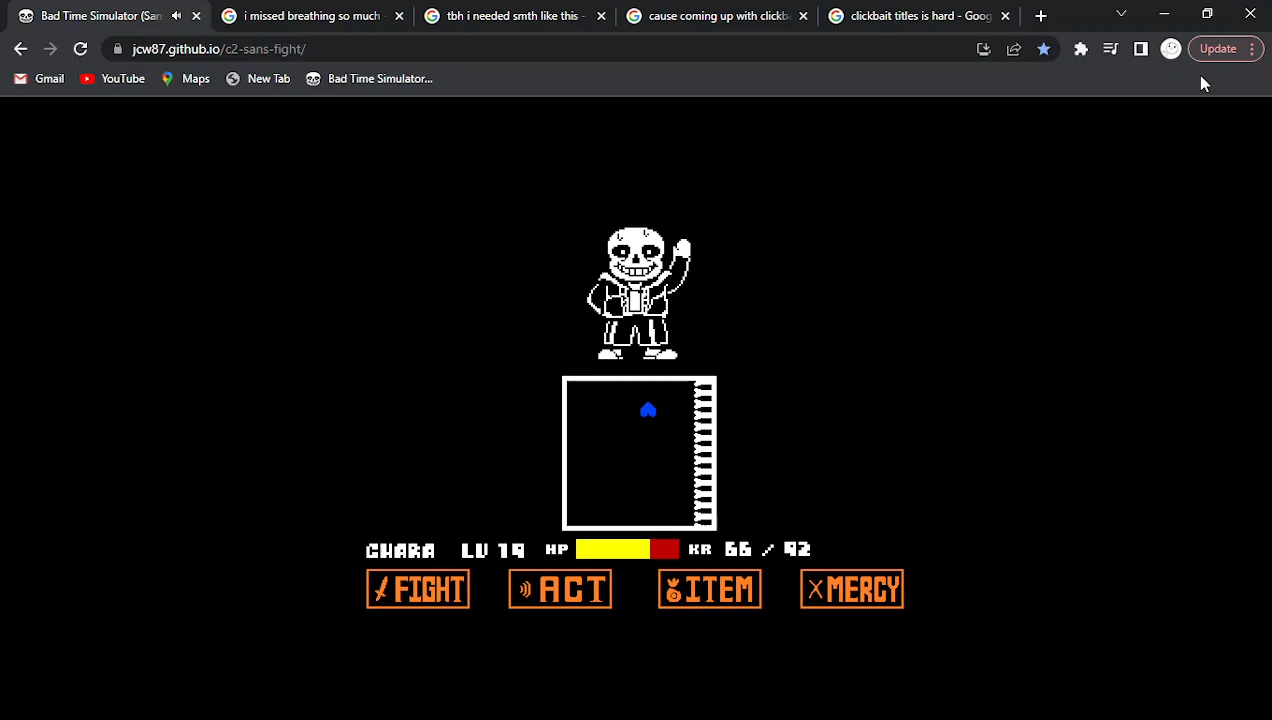 Bad Time Simulator (San
i missed breathing so much -
tbh i needed smth like this -
cause coming up with clickb
clickbait titles is hard - Goog
jcw87.github.io/c2-sans-fight/
Update
Gmail
YouTube
Maps
New Tab
Bad Time Simulator...
CHARA LV 19 HP KR 66 / 92
FIGHT ACT ITEM MERCY